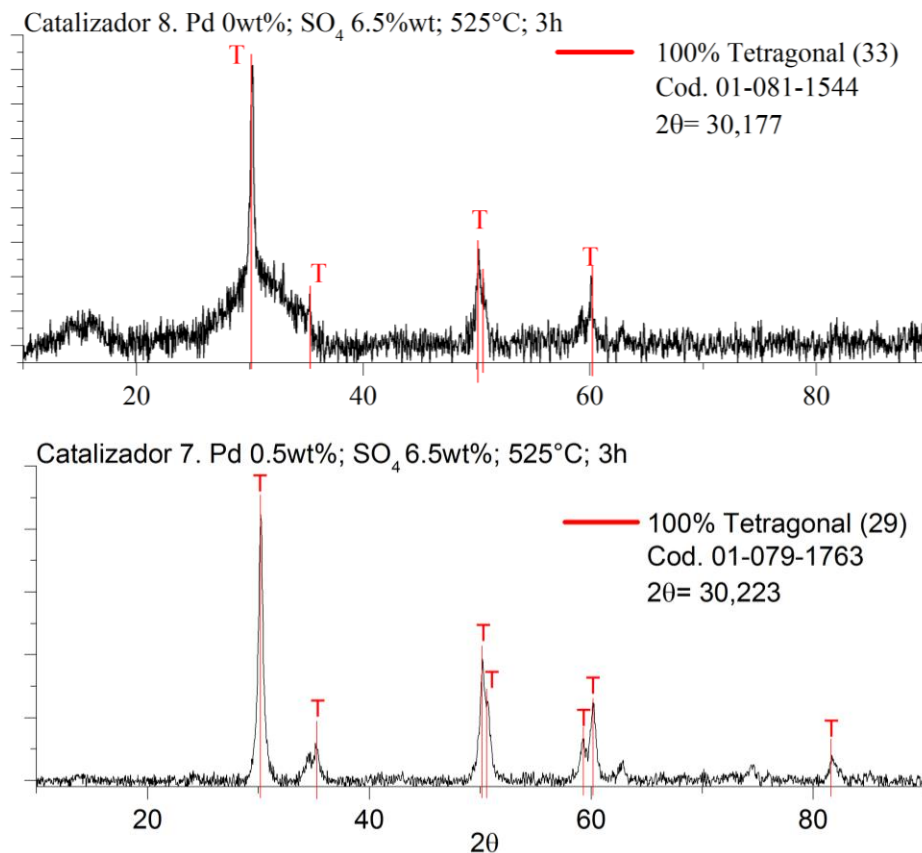 Catalizador 8. Pd 0wt%; SO4 6.5%wt; 525°C; 3h
T
100% Tetragonal (33)
Cod. 01-081-1544
2θ= 30,177
T
T
T
20 40 60 80
Catalizador 7. Pd 0.5wt%; SO4 6.5wt%; 525°C; 3h
T
100% Tetragonal (29)
Cod. 01-079-1763
2θ= 30,223
T
T
T
T
T
T
20 40 60 80
2θ